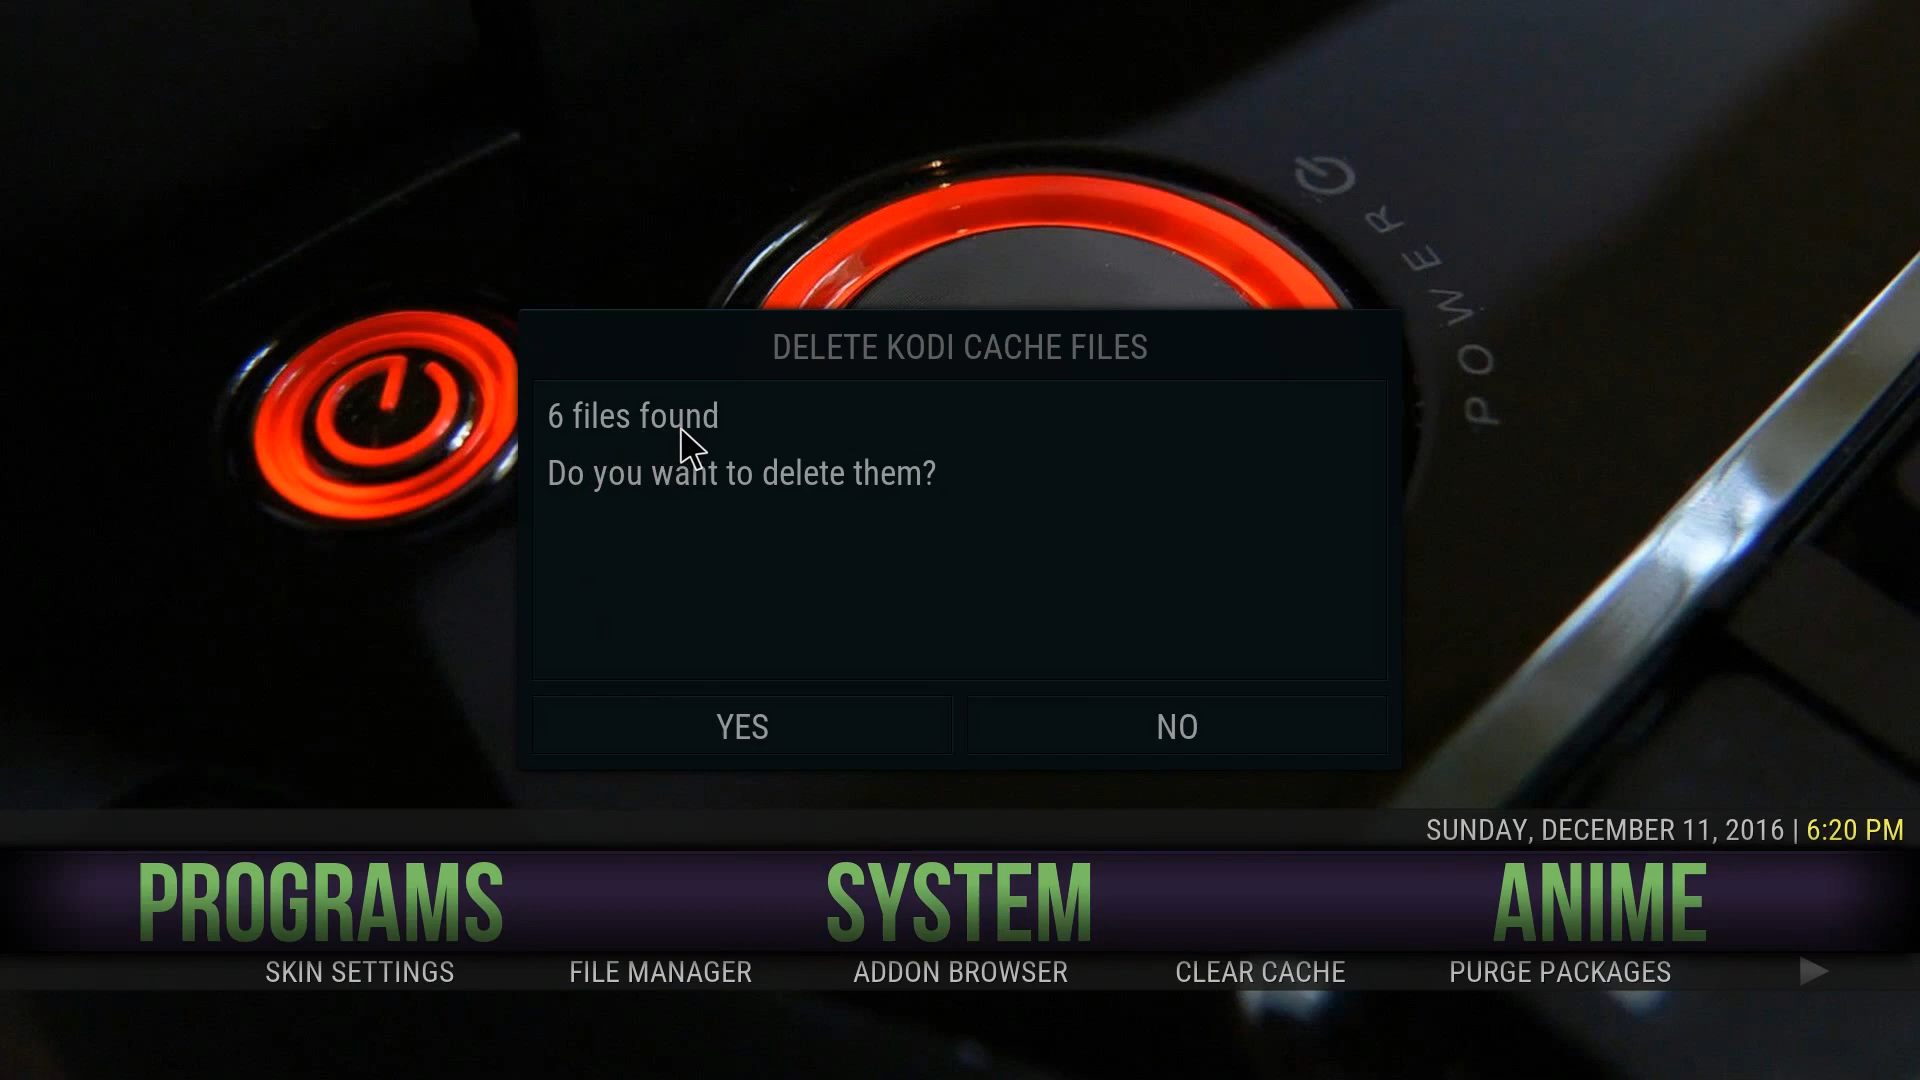 POWER
DELETE KODI CACHE FILES
6 files found
Do you want to delete them?
YES
NO
SUNDAY, DECEMBER 11, 2016 | 6:20 PM
PROGRAMS
SYSTEM
ANIME
SKIN SETTINGS
FILE MANAGER
ADDON BROWSER
CLEAR CACHE
PURGE PACKAGES